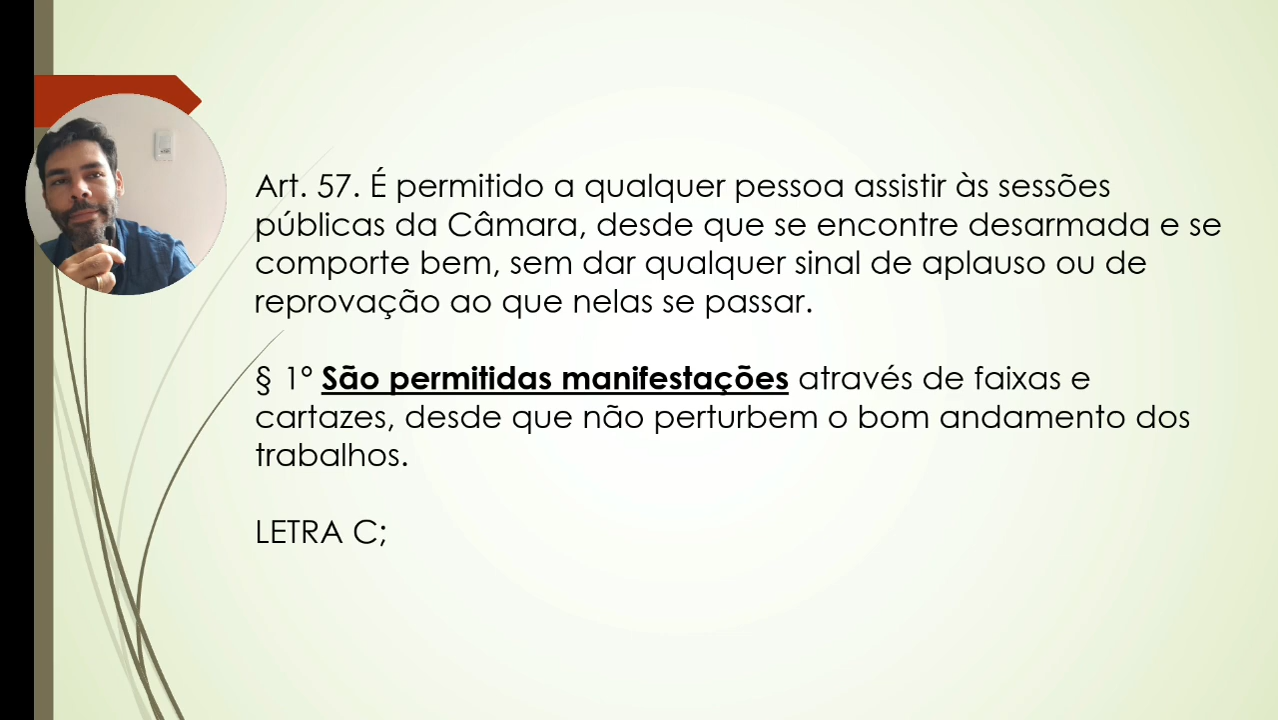 Art. 57. É permitido a qualquer pessoa assistir às sessões
públicas da Câmara, desde que se encontre desarmada e se
comporte bem, sem dar qualquer sinal de aplauso ou de
reprovação ao que nelas se passar.
§ 1º São permitidas manifestações através de faixas e
cartazes, desde que não perturbem o bom andamento dos
trabalhos.
LETRA C;